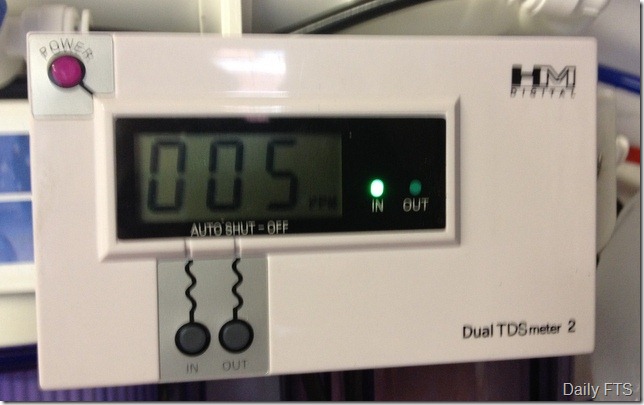 POWER
HM
DIGITAL
005 PPM
IN OUT
AUTO SHUT-OFF
IN OUT
Dual TDS meter 2
Daily FTS